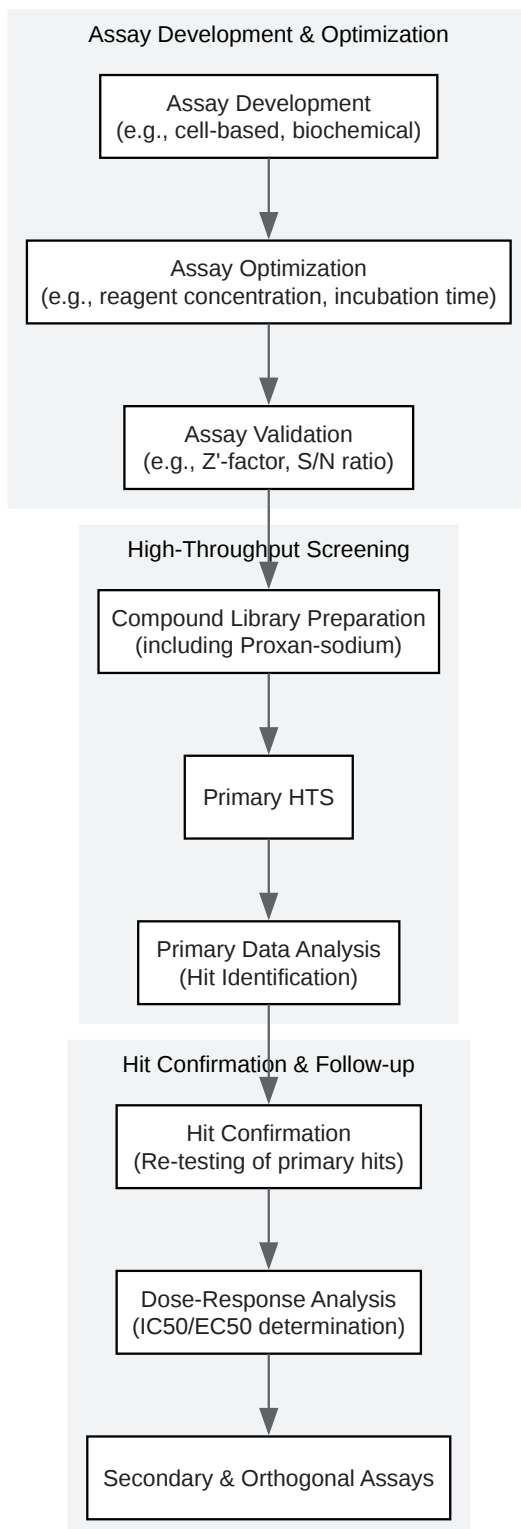 Assay Development & Optimization
Assay Development
(e.g., cell-based, biochemical)
Assay Optimization
(e.g., reagent concentration, incubation time)
Assay Validation
(e.g., Z'-factor, S/N ratio)
High-Throughput Screening
Compound Library Preparation
(including Proxan-sodium)
Primary HTS
Primary Data Analysis
(Hit Identification)
Hit Confirmation & Follow-up
Hit Confirmation
(Re-testing of primary hits)
Dose-Response Analysis
(IC50/EC50 determination)
Secondary & Orthogonal Assays